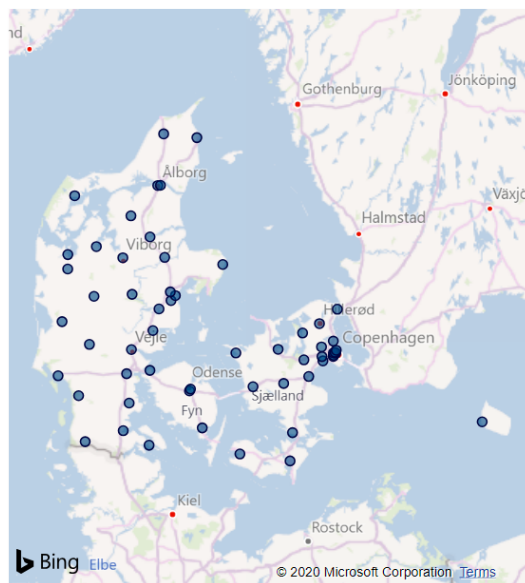 nd
Gothenburg
Jönköping
Ålborg
Växjö
Halmstad
Viborg
Hillerød
Copenhagen
Vejle
Odense
Sjælland
Fyn
Kiel
Rostock
Bing
Elbe
© 2020 Microsoft Corporation Terms